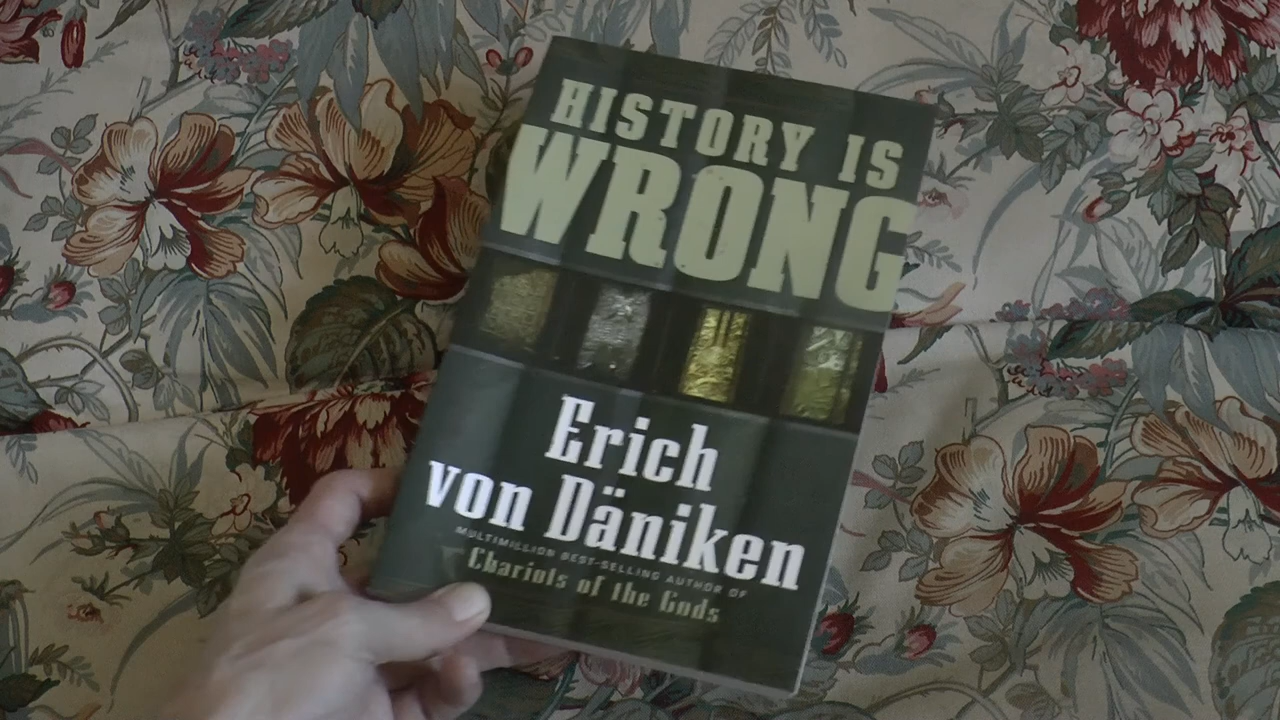 HISTORY IS
WRONG
Erich
von Däniken
MULTIMILLION BEST-SELLING AUTHOR OF
Chariots of the Gods